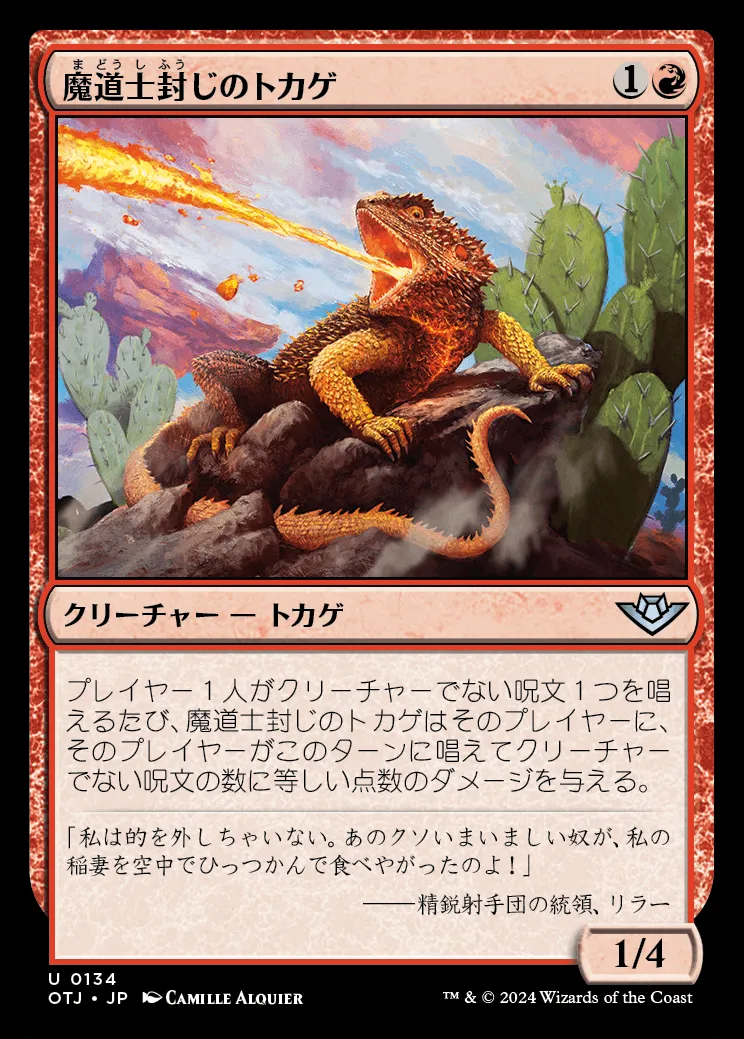 まどうしふう
魔道士封じのトカゲ
1
クリーチャー — トカゲ
プレイヤー1人がクリーチャーでない呪文1つを唱
えるたび、魔道士封じのトカゲはそのプレイヤーに、
そのプレイヤーがこのターンに唱えてクリーチャー
でない呪文の数に等しい点数のダメージを与える。
「私は的を外しちゃいない。あのクソいまいましい奴が、私の
稲妻を空中でひっつかんで食べやがったのよ!」
——精鋭射手団の統領、リラー
1/4
U 0134
OTJ • JP CAMILLE ALQUIER
™ & © 2024 Wizards of the Coast